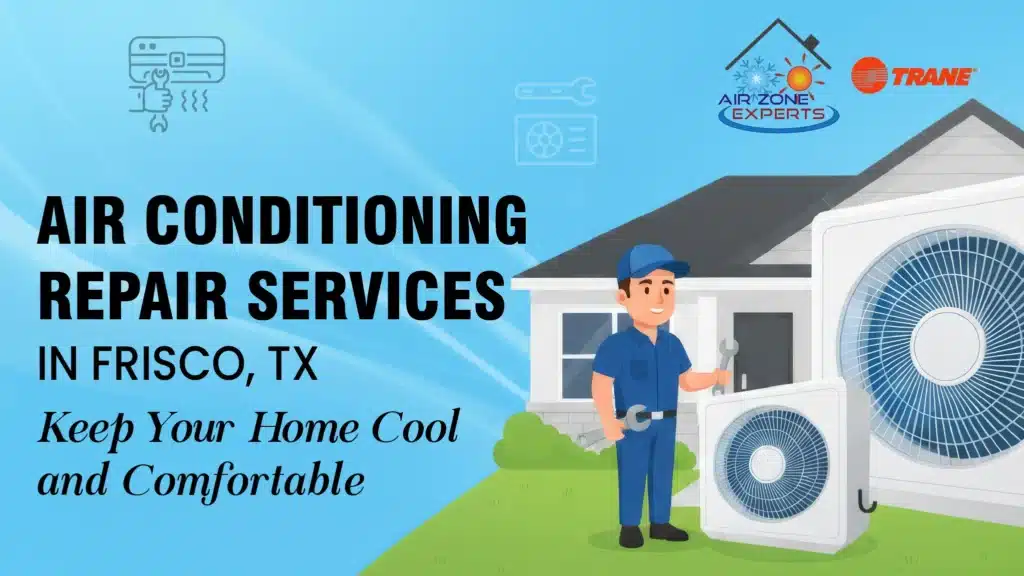 AIR ZONE
EXPERTS
TRANE
AIR CONDITIONING
REPAIR SERVICES
IN FRISCO, TX
Keep Your Home Cool
and Comfortable